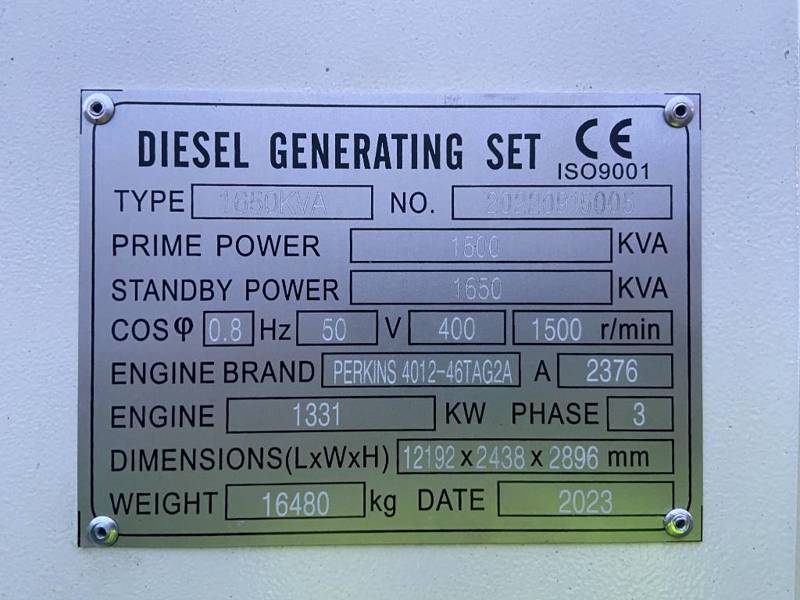 DIESEL GENERATING SET CE
ISO9001
TYPE 1650KVA NO.
PRIME POWER 1500 KVA
STANDBY POWER 1650 KVA
COSφ 0.8 Hz 50 V 400 1500 r/min
ENGINE BRAND PERKINS 4012-46TAG2A A 2376
ENGINE 1331 KW PHASE 3
DIMENSIONS(LxWxH) 12192 x 2438 x 2896 mm
WEIGHT 16480 kg DATE 2023